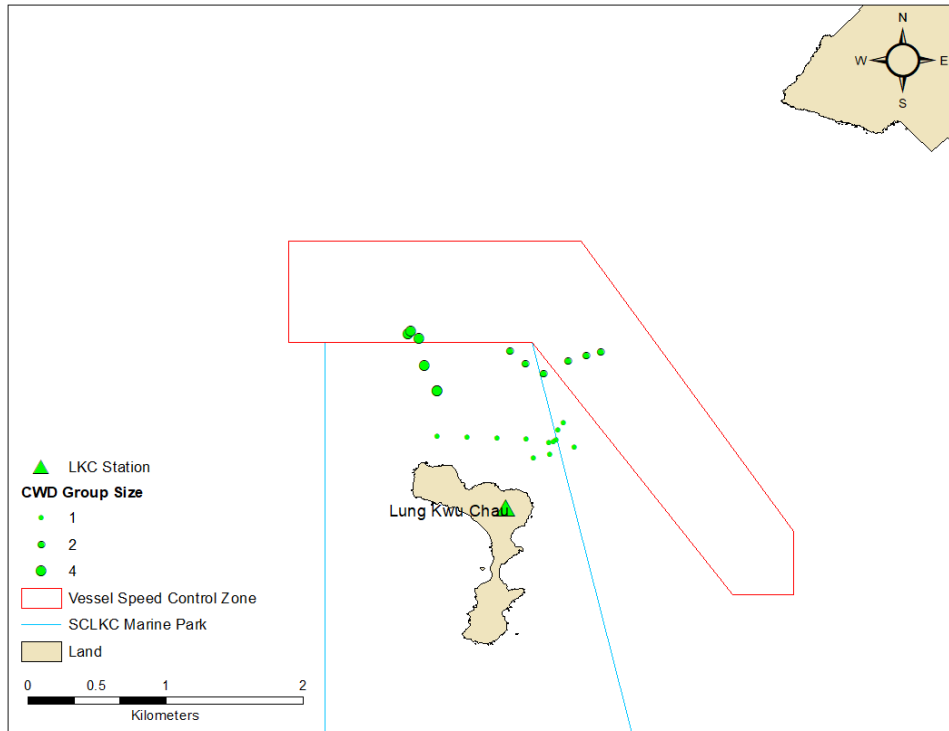 N
W E
S
Lung Kwu Chau
LKC Station
CWD Group Size
1
2
4
Vessel Speed Control Zone
SCLKC Marine Park
Land
0 0.5 1 2
Kilometers